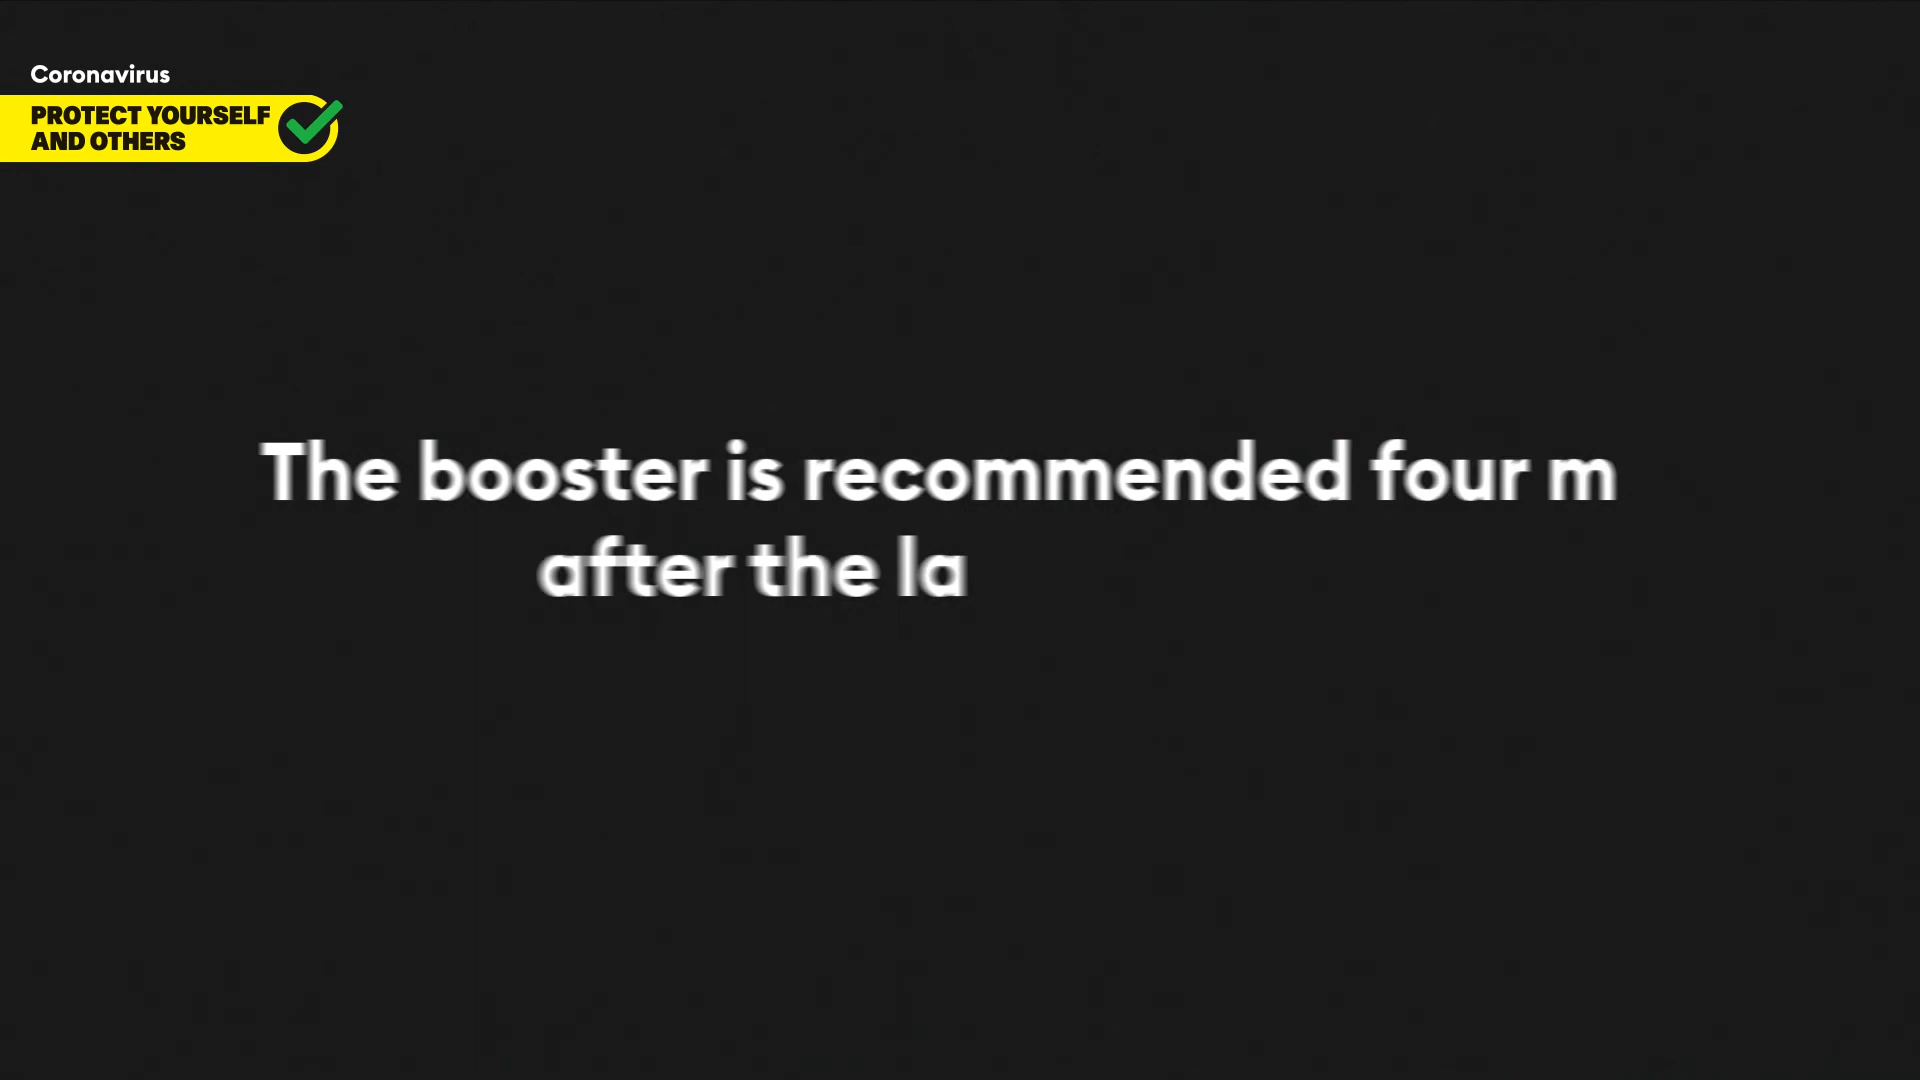 Coronavirus
PROTECT YOURSELF
AND OTHERS
The booster is recommended four m
after the la